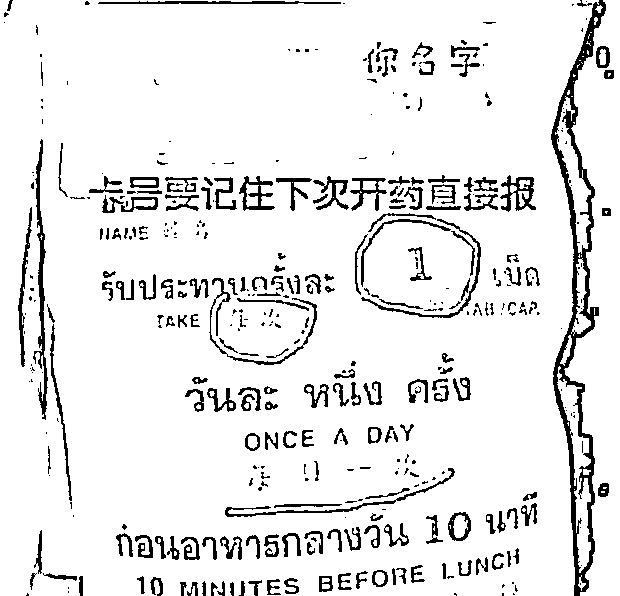 你名字
卡号要记住下次开药直接报
NAME 姓名
รับประทานครั้งละ 1 เม็ด
TAKE 每次 TAB/CAP.
วันละ หนึ่ง ครั้ง
ONCE A DAY
每日一次
ก่อนอาหารกลางวัน 10 นาที
10 MINUTES BEFORE LUNCH